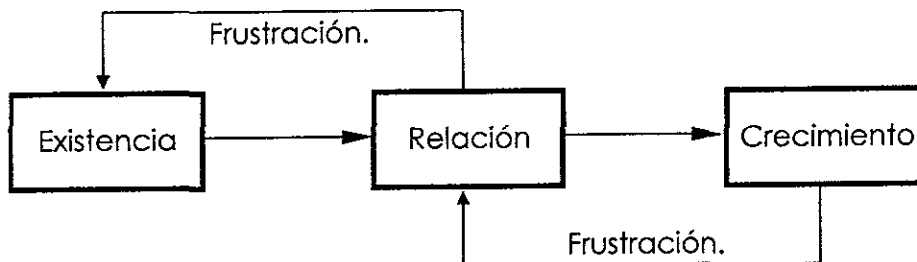 Frustración.
Existencia
Relación
Crecimiento
Frustración.